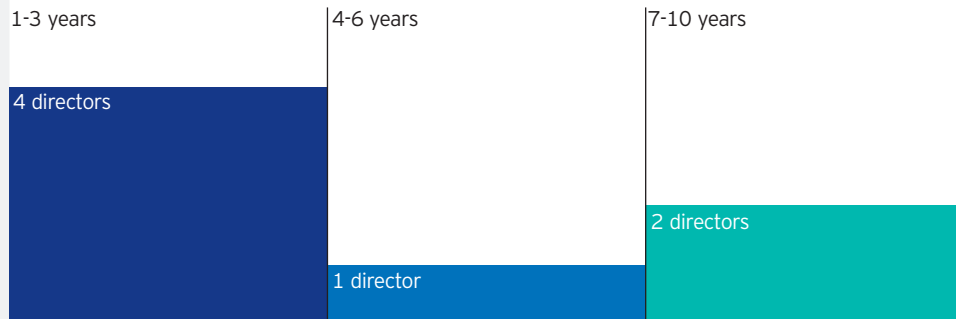 1-3 years
4-6 years
7-10 years
4 directors
2 directors
1 director